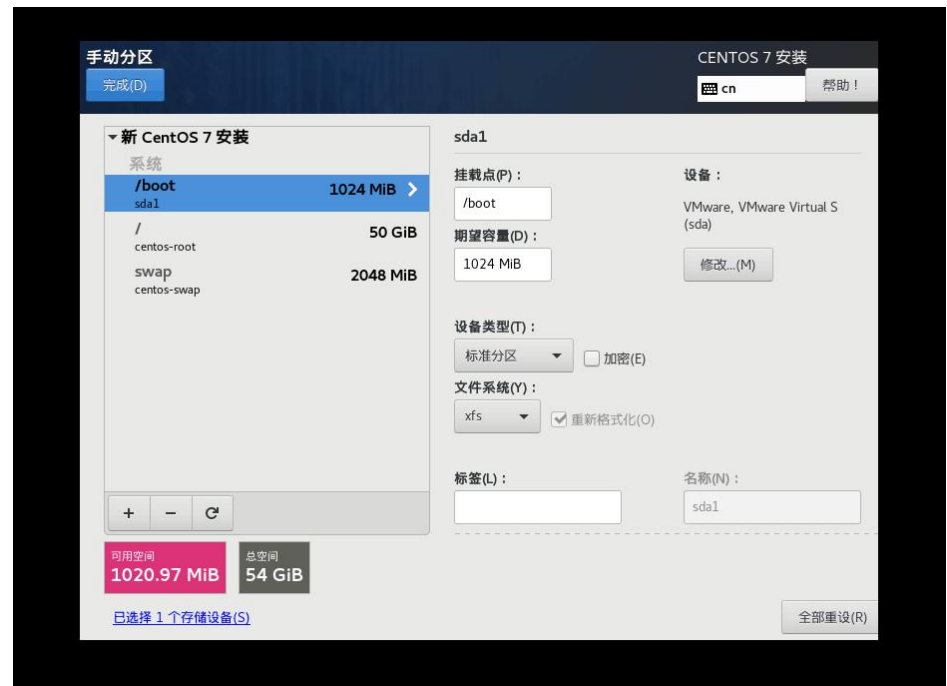 手动分区
完成(D)
CENTOS 7 安装
cn
帮助！
新 CentOS 7 安装
系统
/boot
1024 MiB
sda1
/
50 GiB
centos-root
swap
2048 MiB
centos-swap
+ −
可用空间
1020.97 MiB
总空间
54 GiB
已选择 1 个存储设备(S)
sda1
挂载点(P)：
/boot
期望容量(D)：
1024 MiB
设备：
VMware, VMware Virtual S
(sda)
修改...(M)
设备类型(T)：
标准分区
加密(E)
文件系统(Y)：
xfs
重新格式化(O)
标签(L)：
名称(N)：
sda1
全部重设(R)